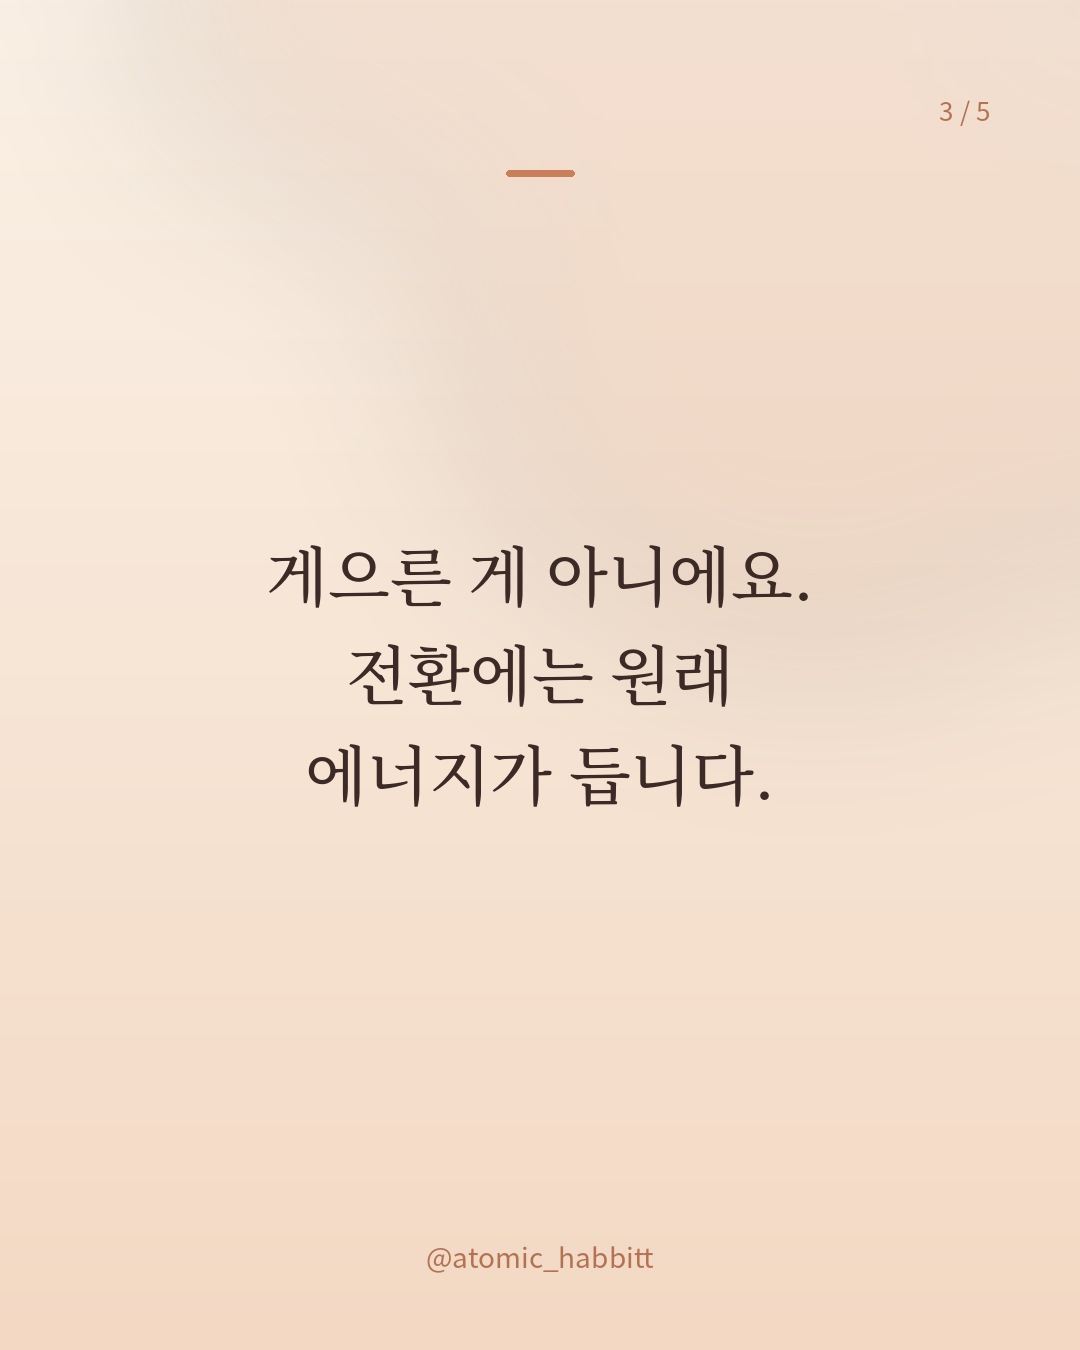 3 / 5
게으른 게 아니에요.
전환에는 원래
에너지가 듭니다.
@atomic_habbitt